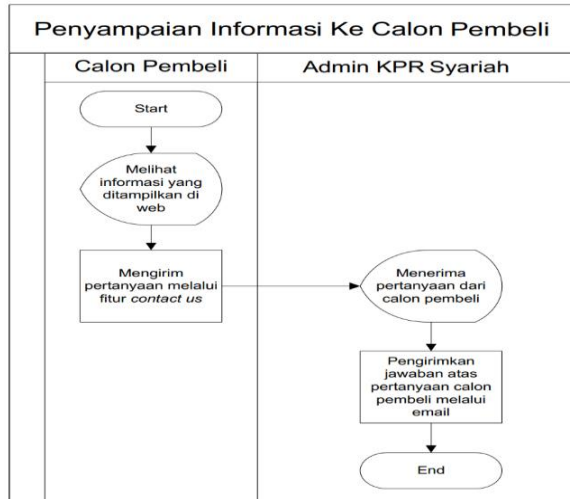 Penyampaian Informasi Ke Calon Pembeli
Calon Pembeli
Admin KPR Syariah
Start
Melihat
informasi yang
ditampilkan di
web
Mengirim
pertanyaan melalui
fitur contact us
Menerima
pertanyaan dari
calon pembeli
Pengirimkan
jawaban atas
pertanyaan calon
pembeli melalui
email
End